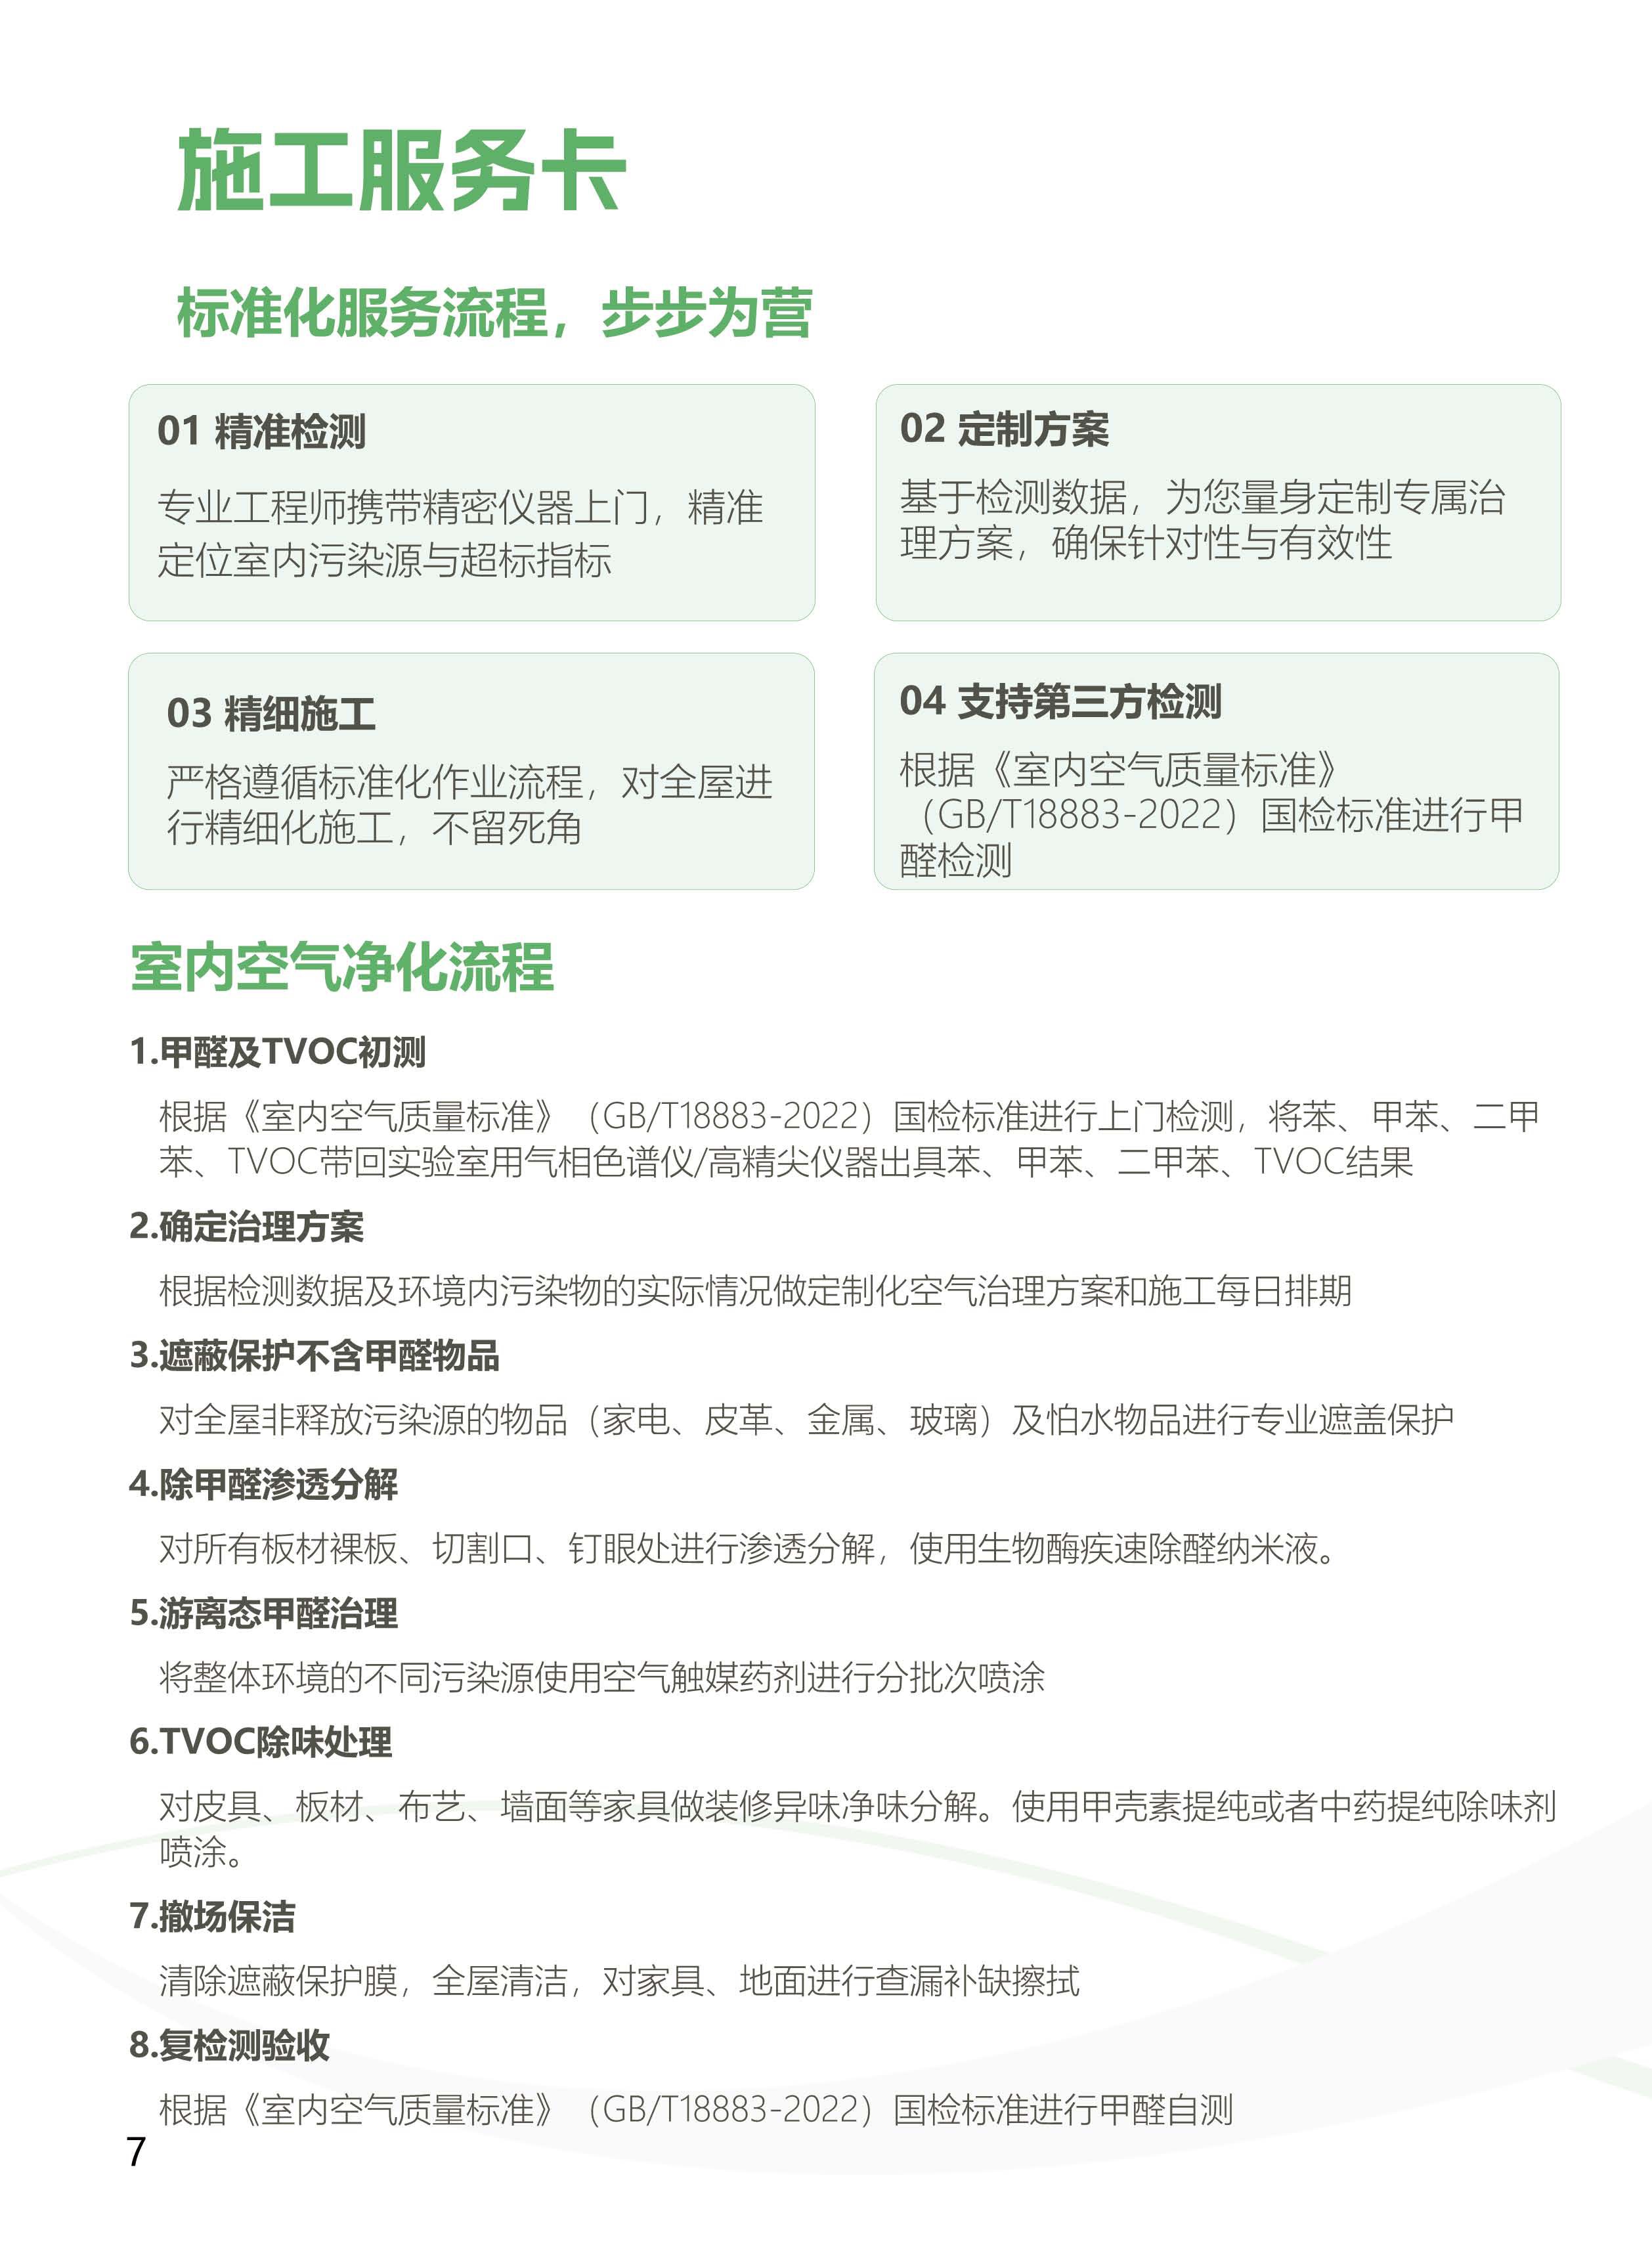 施工服务卡
标准化服务流程，步步为营
01 精准检测
专业工程师携带精密仪器上门，精准
定位室内污染源与超标指标
02 定制方案
基于检测数据，为您量身定制专属治
理方案，确保针对性与有效性
03 精细施工
严格遵循标准化作业流程，对全屋进
行精细化施工，不留死角
04 支持第三方检测
根据《室内空气质量标准》
（GB/T18883-2022）国检标准进行甲
醛检测
室内空气净化流程
1.甲醛及TVOC初测
根据《室内空气质量标准》（GB/T18883-2022）国检标准进行上门检测，将苯、甲苯、二甲
苯、TVOC带回实验室用气相色谱仪/高精尖仪器出具苯、甲苯、二甲苯、TVOC结果
2.确定治理方案
根据检测数据及环境内污染物的实际情况做定制化空气治理方案和施工每日排期
3.遮蔽保护不含甲醛物品
对全屋非释放污染源的物品（家电、皮革、金属、玻璃）及怕水物品进行专业遮盖保护
4.除甲醛渗透分解
对所有板材裸板、切割口、钉眼处进行渗透分解，使用生物酶疾速除醛纳米液。
5.游离态甲醛治理
将整体环境的不同污染源使用空气触媒药剂进行分批次喷涂
6.TVOC除味处理
对皮具、板材、布艺、墙面等家具做装修异味净味分解。使用甲壳素提纯或者中药提纯除味剂
喷涂。
7.撤场保洁
清除遮蔽保护膜，全屋清洁，对家具、地面进行查漏补缺擦拭
8.复检测验收
根据《室内空气质量标准》（GB/T18883-2022）国检标准进行甲醛自测
7